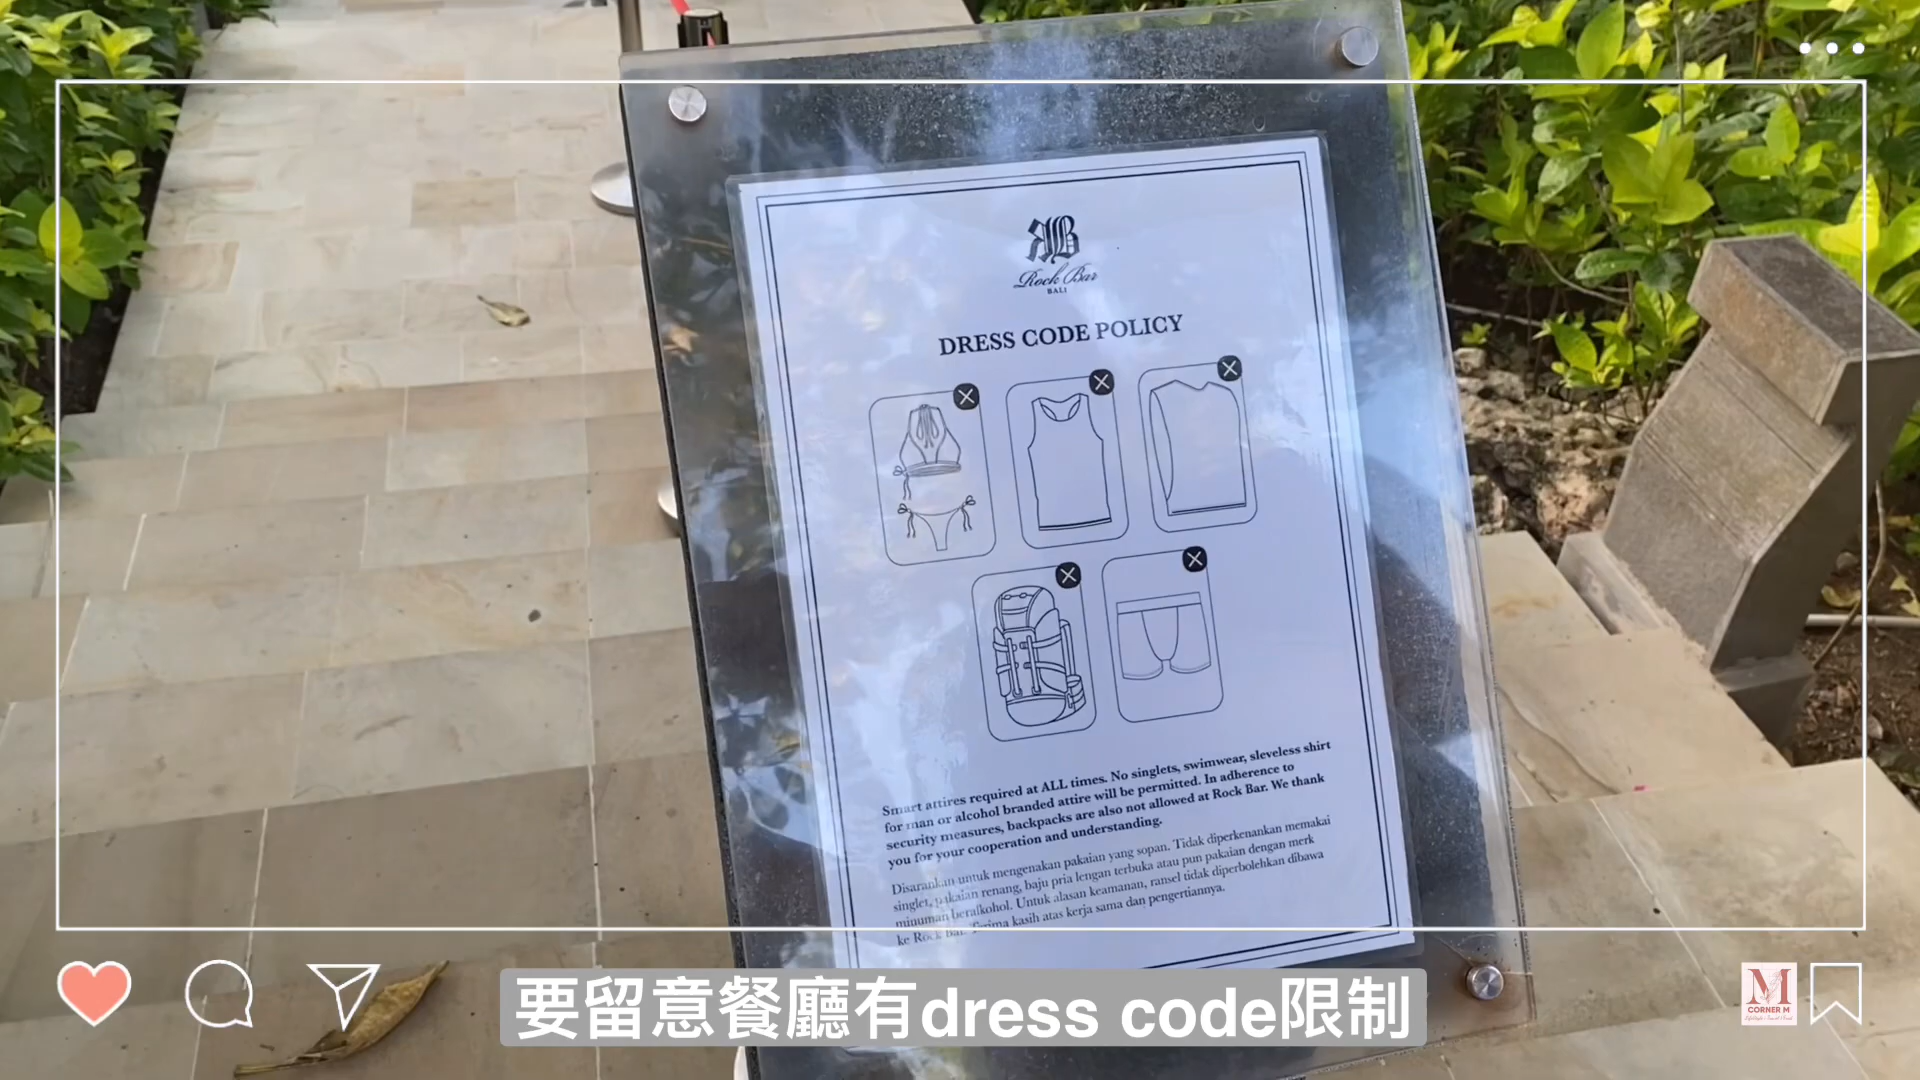 RB
Rock Bar
BALI
DRESS CODE POLICY
Smart attires required at ALL times. No singlets, swimwear, sleveless shirt
for man or alcohol branded attire will be permitted. In adherence to
security measures, backpacks are also not allowed at Rock Bar. We thank
you for your cooperation and understanding.
Disarankan untuk mengenakan pakaian yang sopan. Tidak diperkenankan memakai
singlet, pakaian renang, baju pria lengan terbuka atau pun pakaian dengan merk
minuman beralkohol. Untuk alasan keamanan, ransel tidak diperbolehkan dibawa
ke Rock Bar. Terima kasih atas kerja sama dan pengertiannya.
要留意餐廳有dress code限制
M
CORNER M